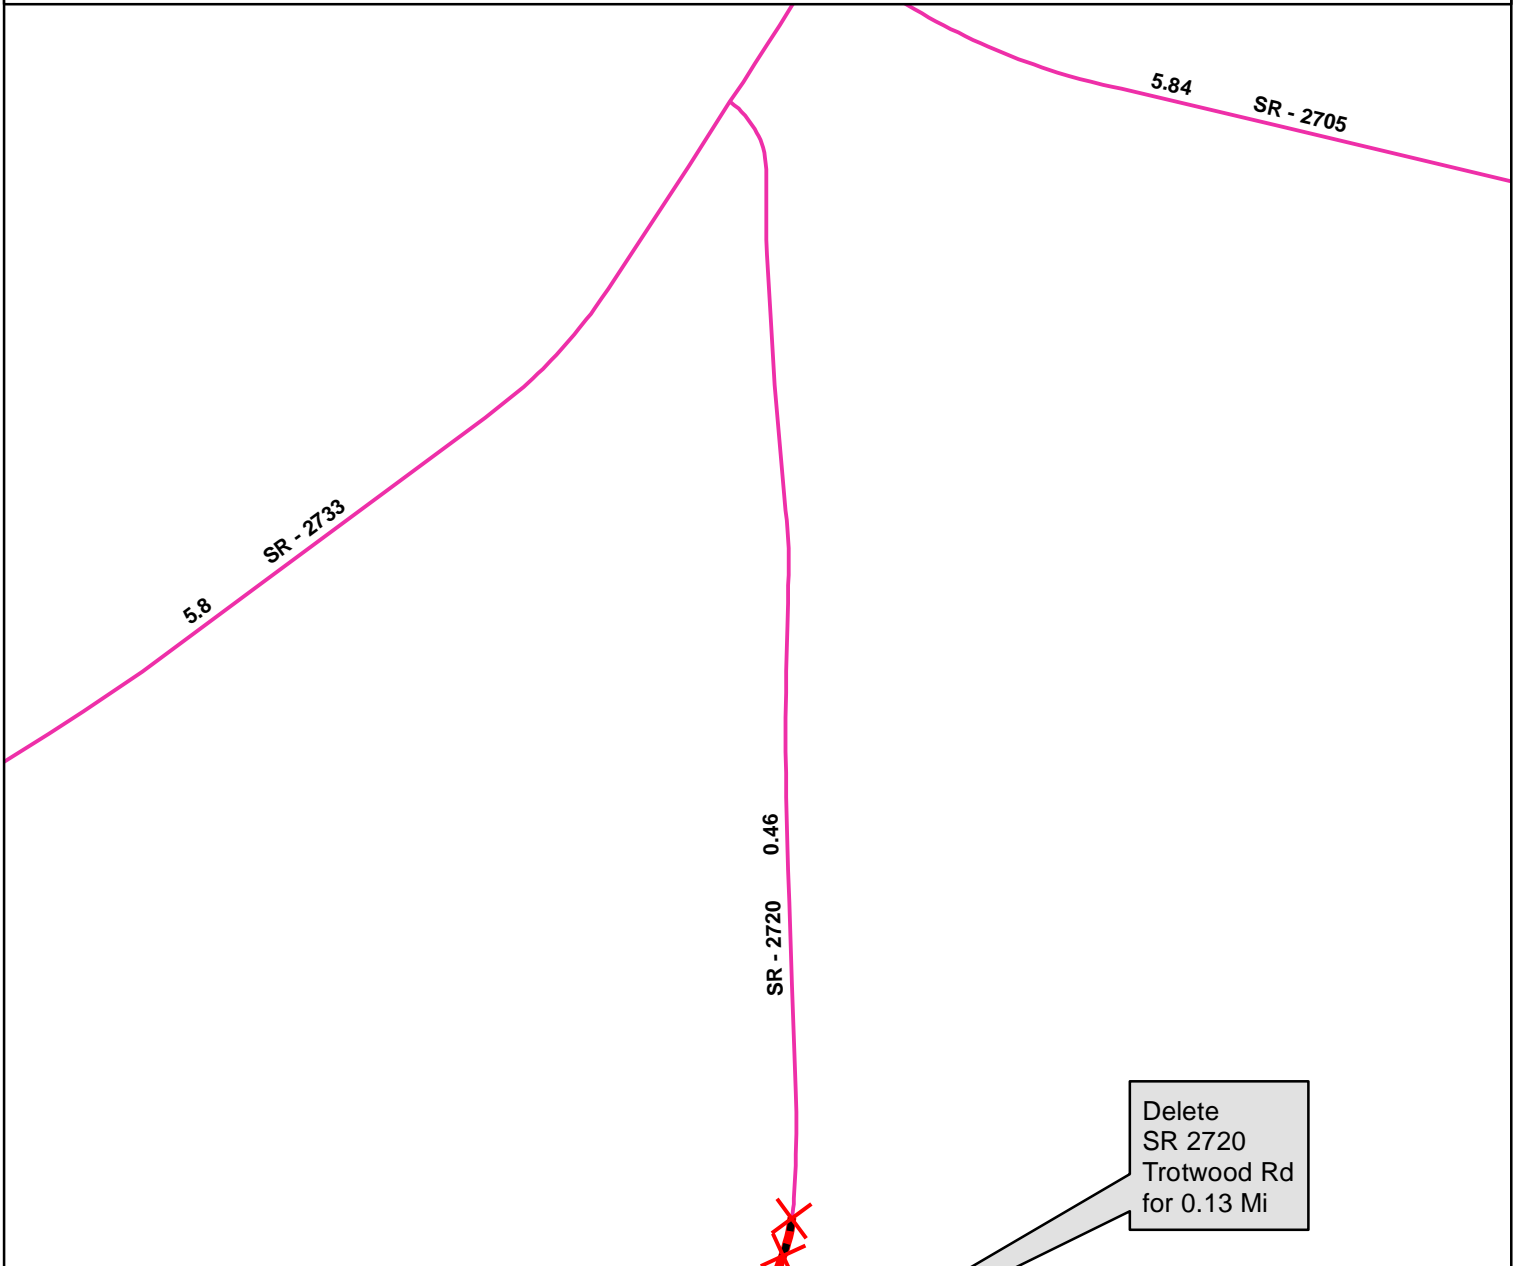 5.84
SR - 2705
SR - 2733
5.8
0.46
SR - 2720
Delete
SR 2720
Trotwood Rd
for 0.13 Mi